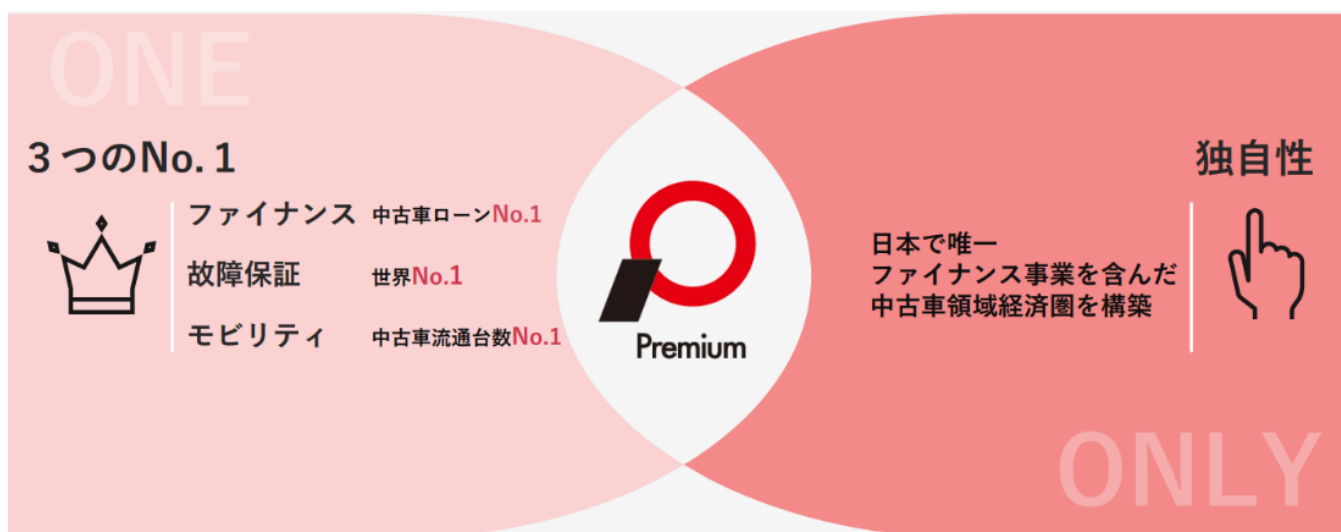 ONE
3つのNo.1
ファイナンス 中古車ローンNo.1
故障保証 世界No.1
モビリティ 中古車流通台数No.1
Premium
独自性
日本で唯一
ファイナンス事業を含んだ
中古車領域経済圏を構築
ONLY